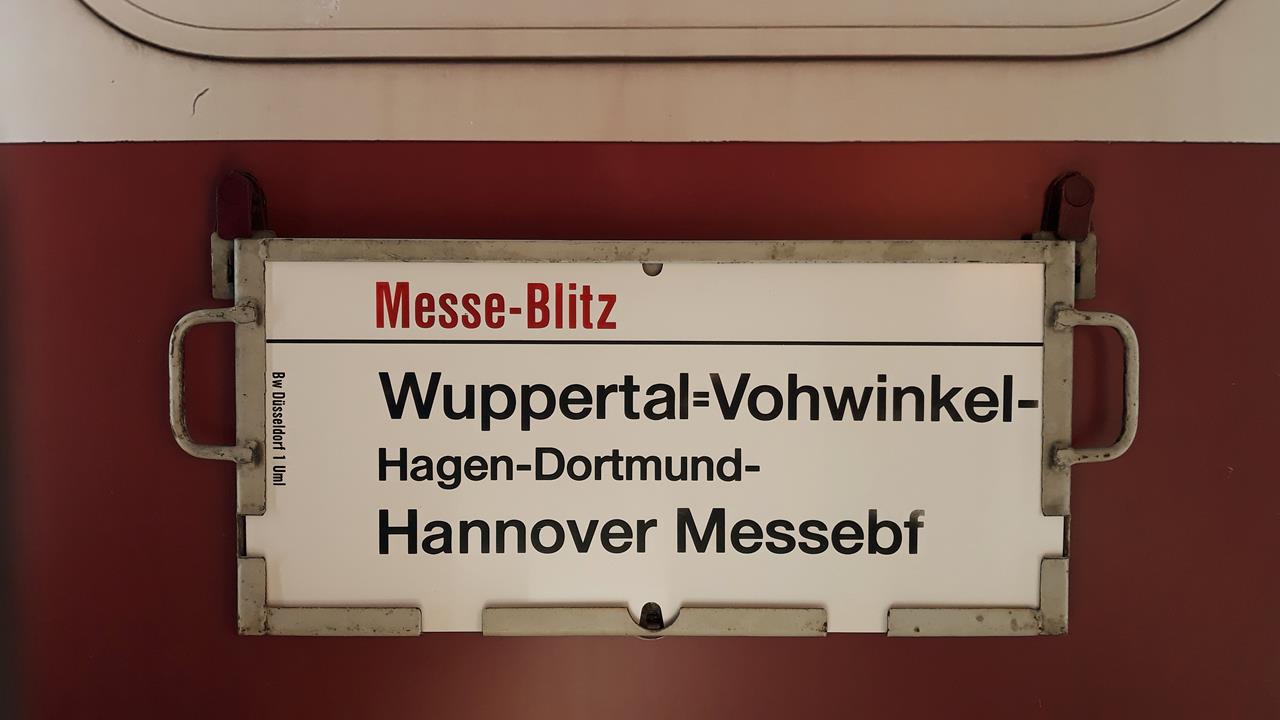 Messe-Blitz
Wuppertal=Vohwinkel-
Hagen-Dortmund-
Hannover Messebf
Bw Düsseldorf 1 Uml